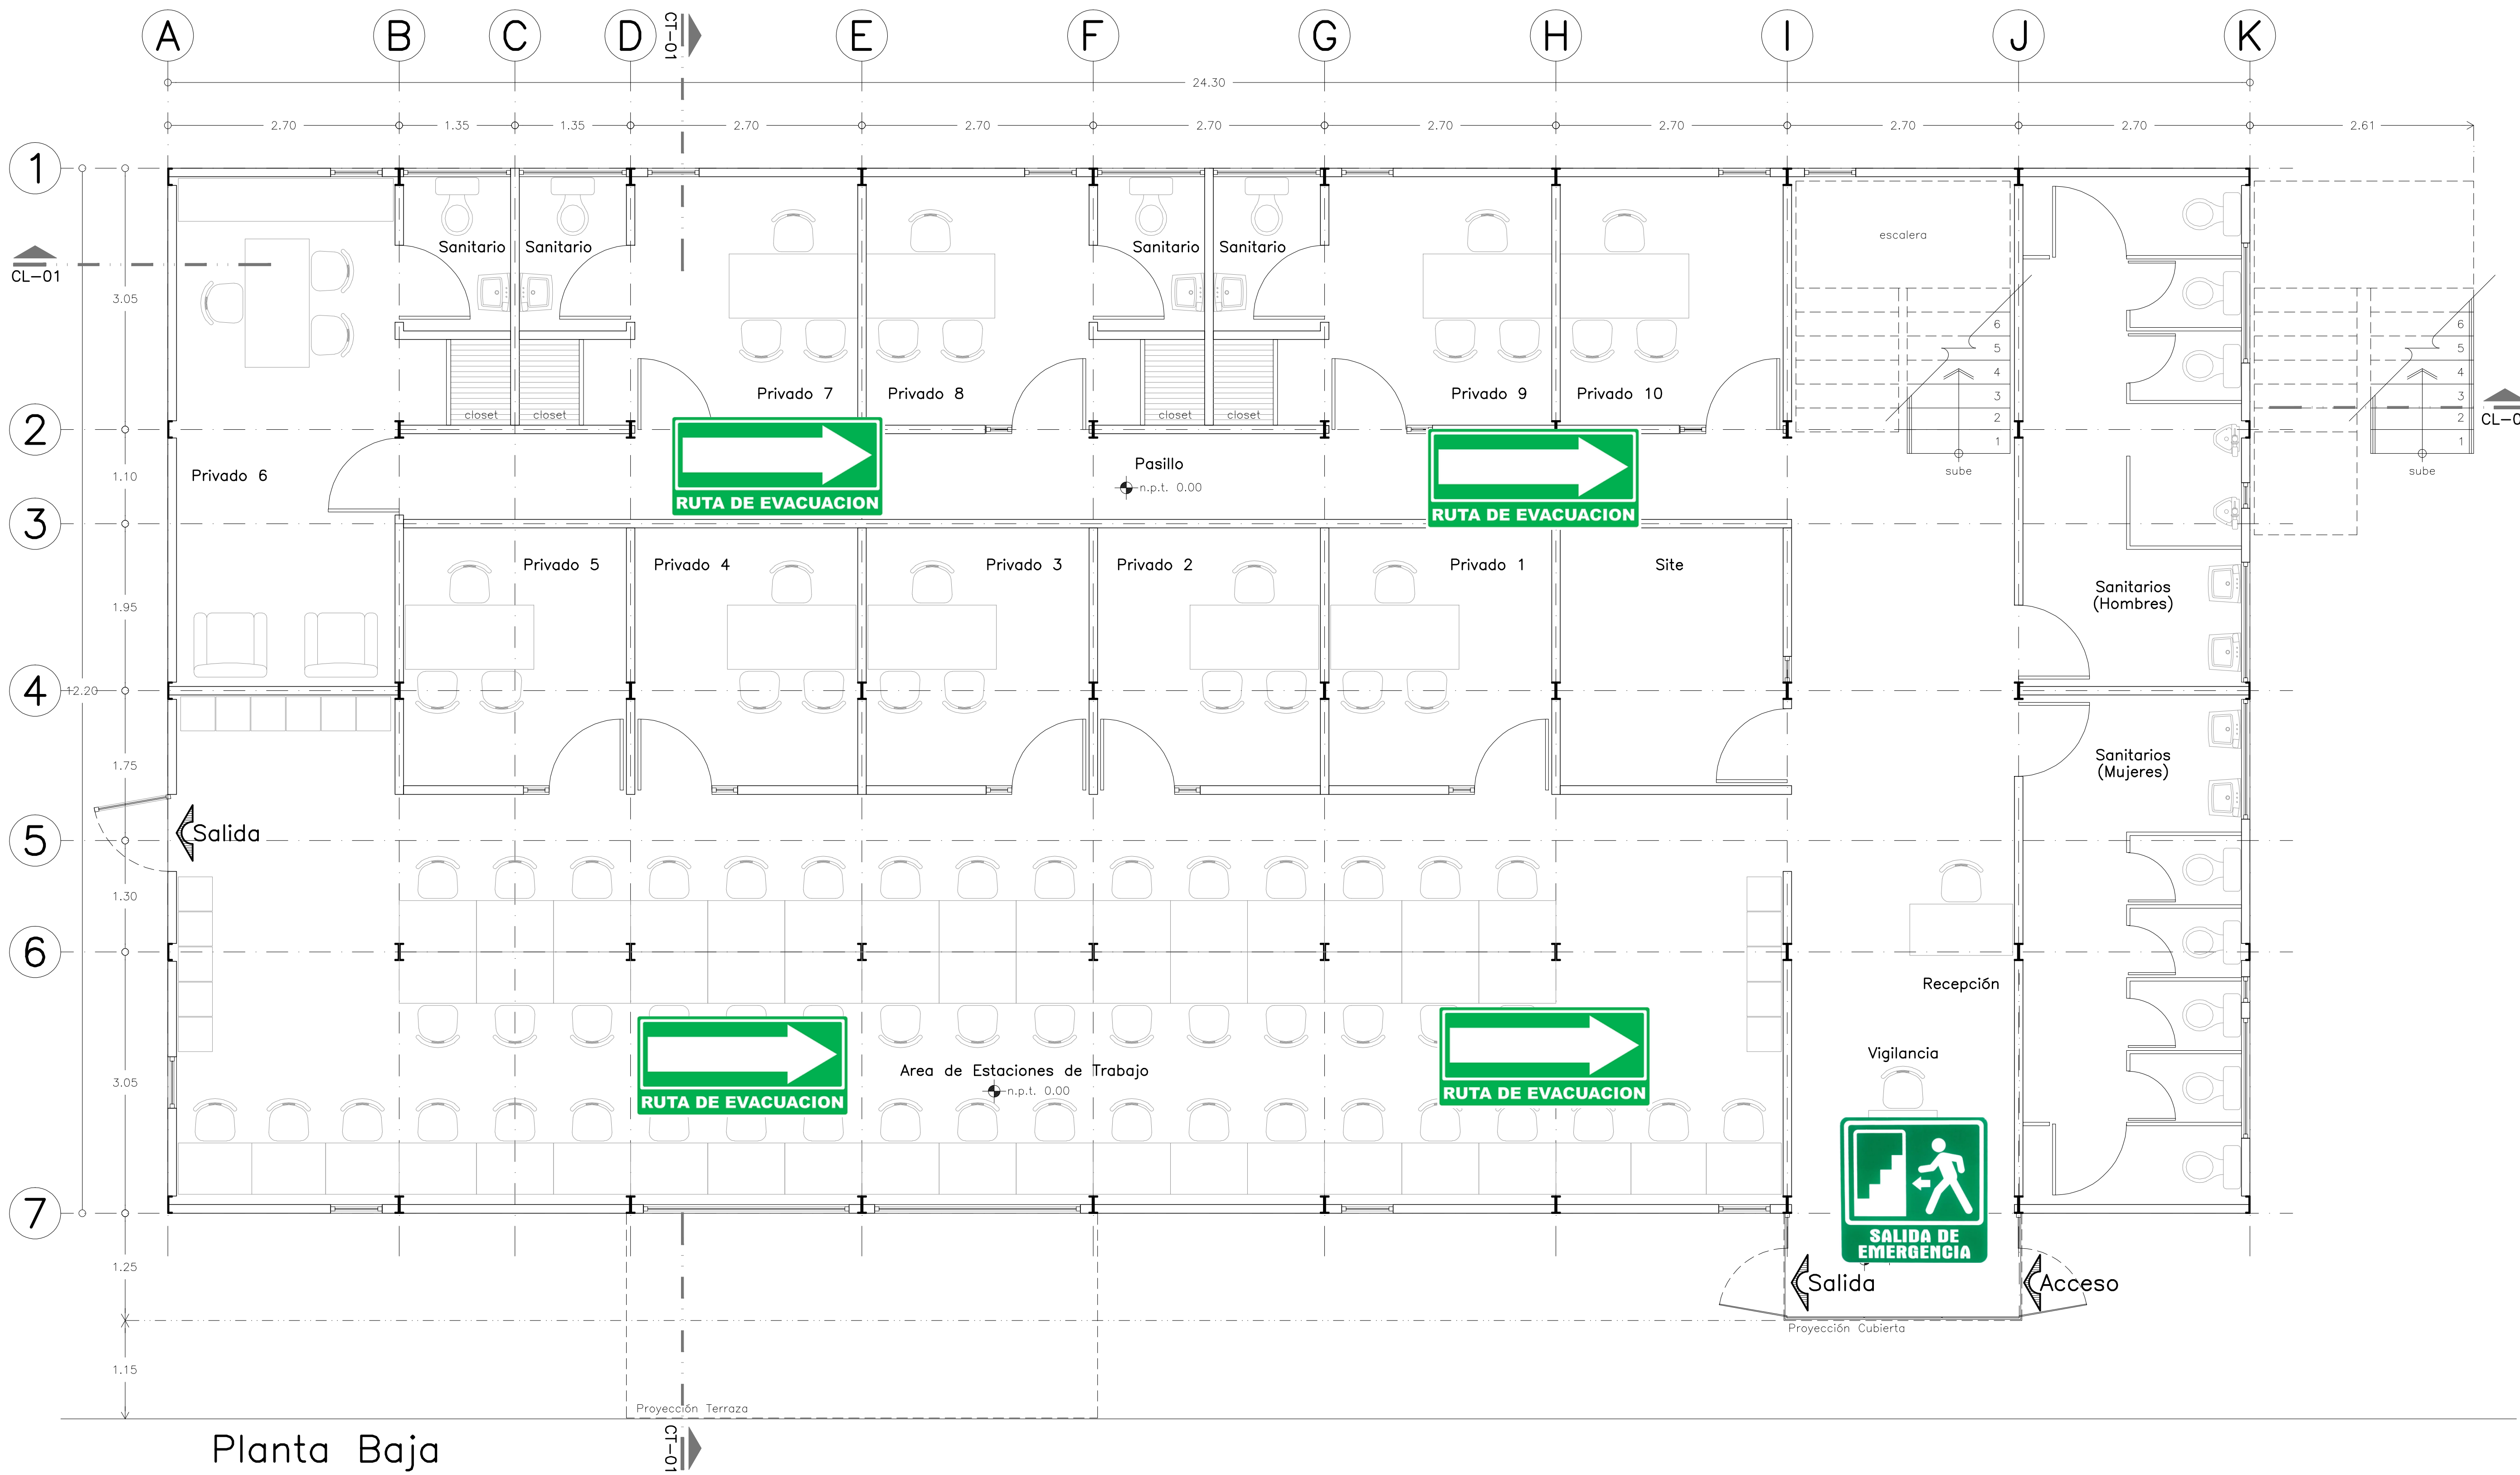 CT-01
A B C D E F G H I J K
24.30
2.70 1.35 1.35 2.70 2.70 2.70 2.70 2.70 2.70 2.70 2.61
1
escalera
Sanitario Sanitario Sanitario Sanitario
CL-01
3.05
6 6
5 5
4 4
Privado 7 Privado 8 Privado 9 Privado 10
3 3
closet closet closet closet
2 2
CL-0
2
1 1
Pasillo
sube sube
Privado 6
1.10
n.p.t. 0.00
RUTA DE EVACUACION
RUTA DE EVACUACION
3
Privado 5 Privado 4 Privado 3 Privado 2 Privado 1 Site
Sanitarios
(Hombres)
1.95
4
12.20
Sanitarios
(Mujeres)
1.75
Salida
5
1.30
6
Recepción
Vigilancia
Area de Estaciones de Trabajo
n.p.t. 0.00
3.05
RUTA DE EVACUACION
RUTA DE EVACUACION
7
SALIDA DE
EMERGENCIA
1.25
Salida Acceso
Proyección Cubierta
1.15
Proyección Terraza
Planta Baja
CT-01